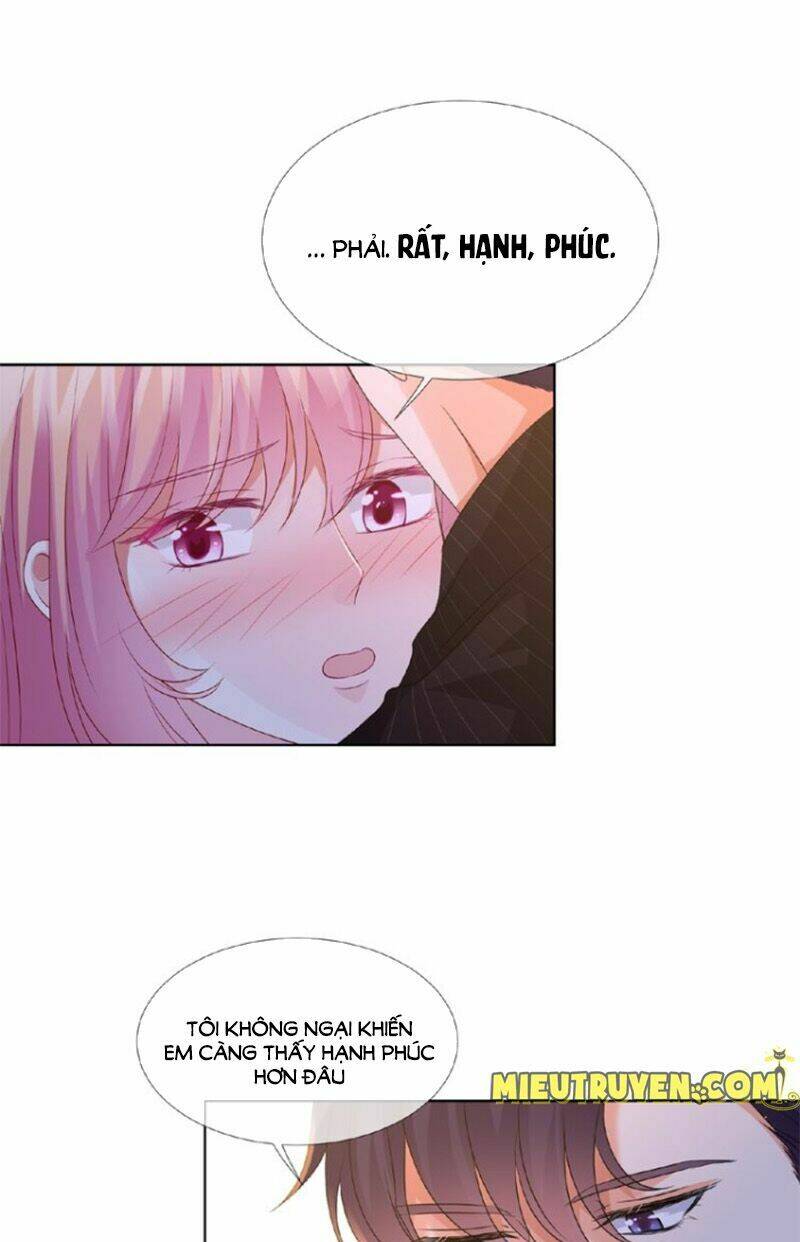 ... PHẢI. RẤT, HẠNH, PHÚC.
TÔI KHÔNG NGẠI KHIẾN
EM CÀNG THẤY HẠNH PHÚC
HƠN ĐÂU
MIEUTRUYEN.COM